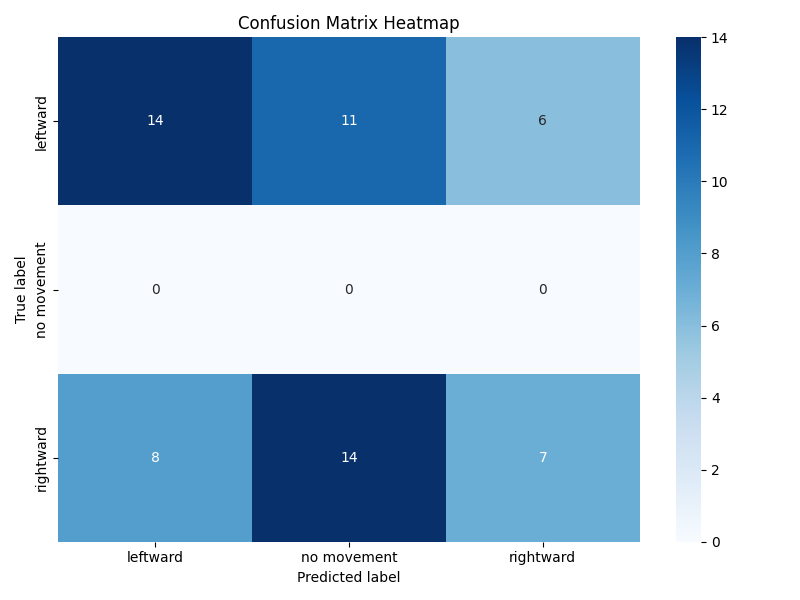 Confusion Matrix Heatmap
True label
leftward
14 11 6
no movement
0 0 0
rightward
8 14 7
leftward no movement rightward
Predicted label
14
12
10
8
6
4
2
0